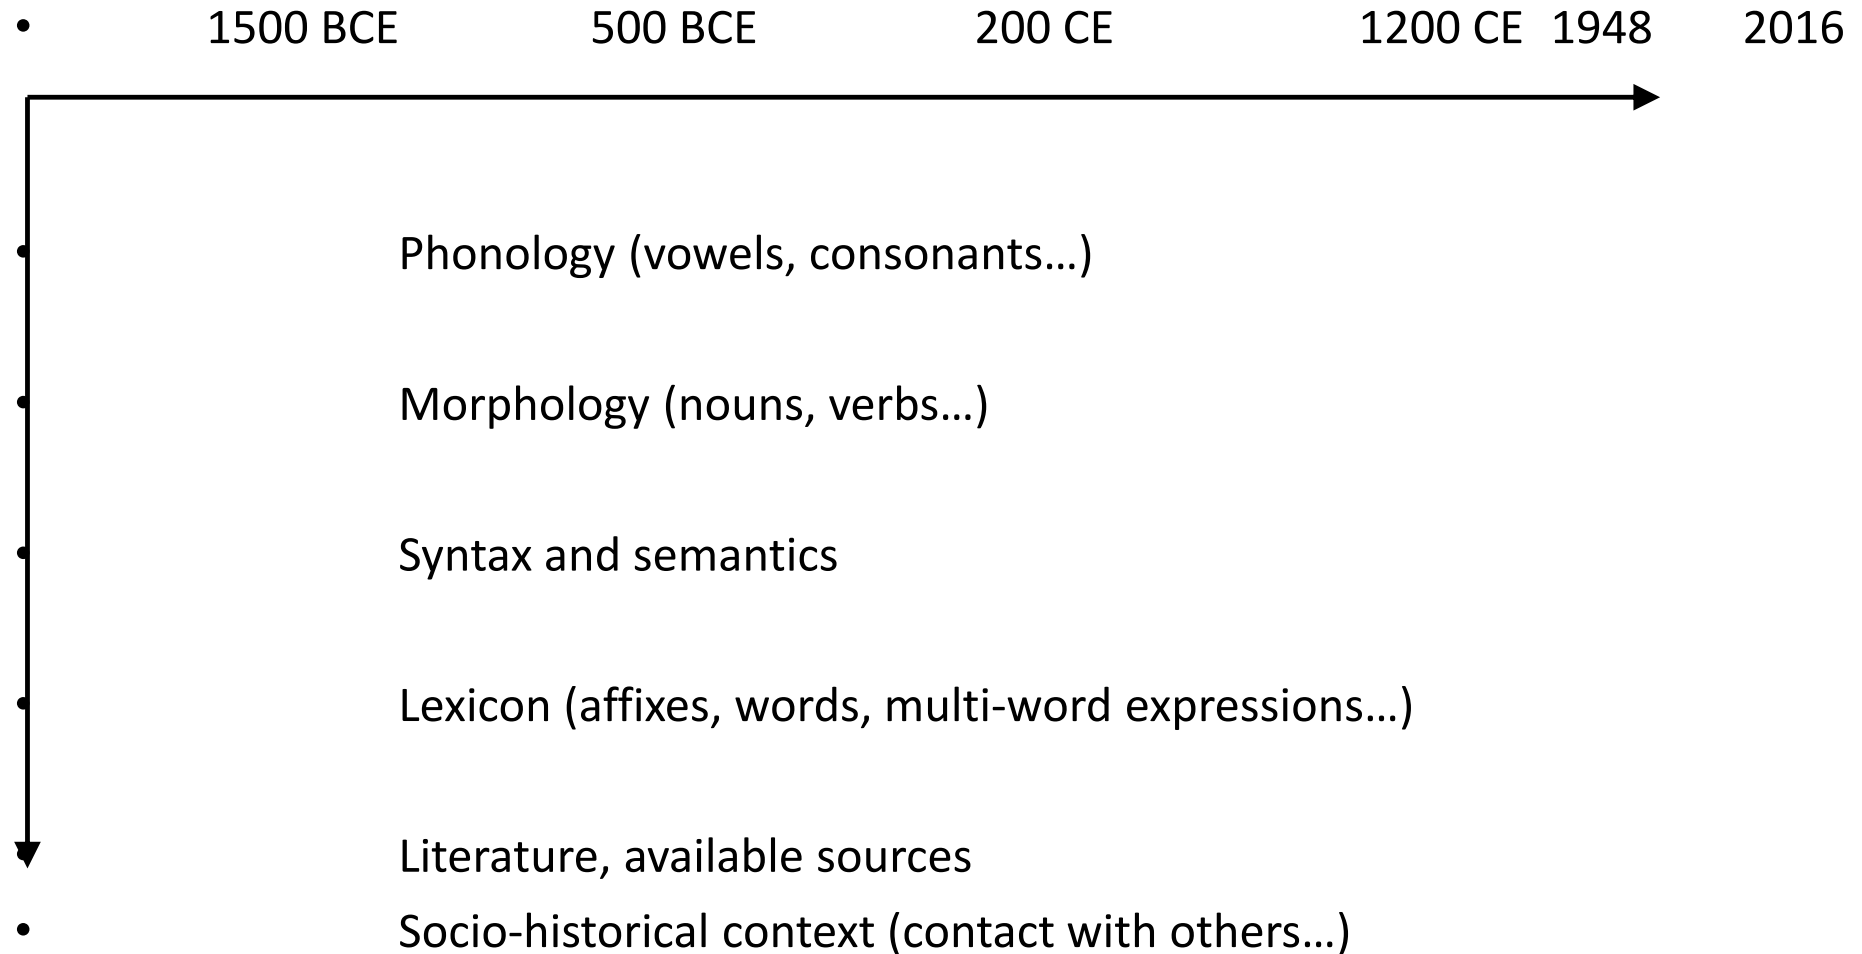 • 1500 BCE 500 BCE 200 CE 1200 CE 1948 2016
• Phonology (vowels, consonants…)
• Morphology (nouns, verbs…)
• Syntax and semantics
• Lexicon (affixes, words, multi-word expressions…)
• Literature, available sources
• Socio-historical context (contact with others…)